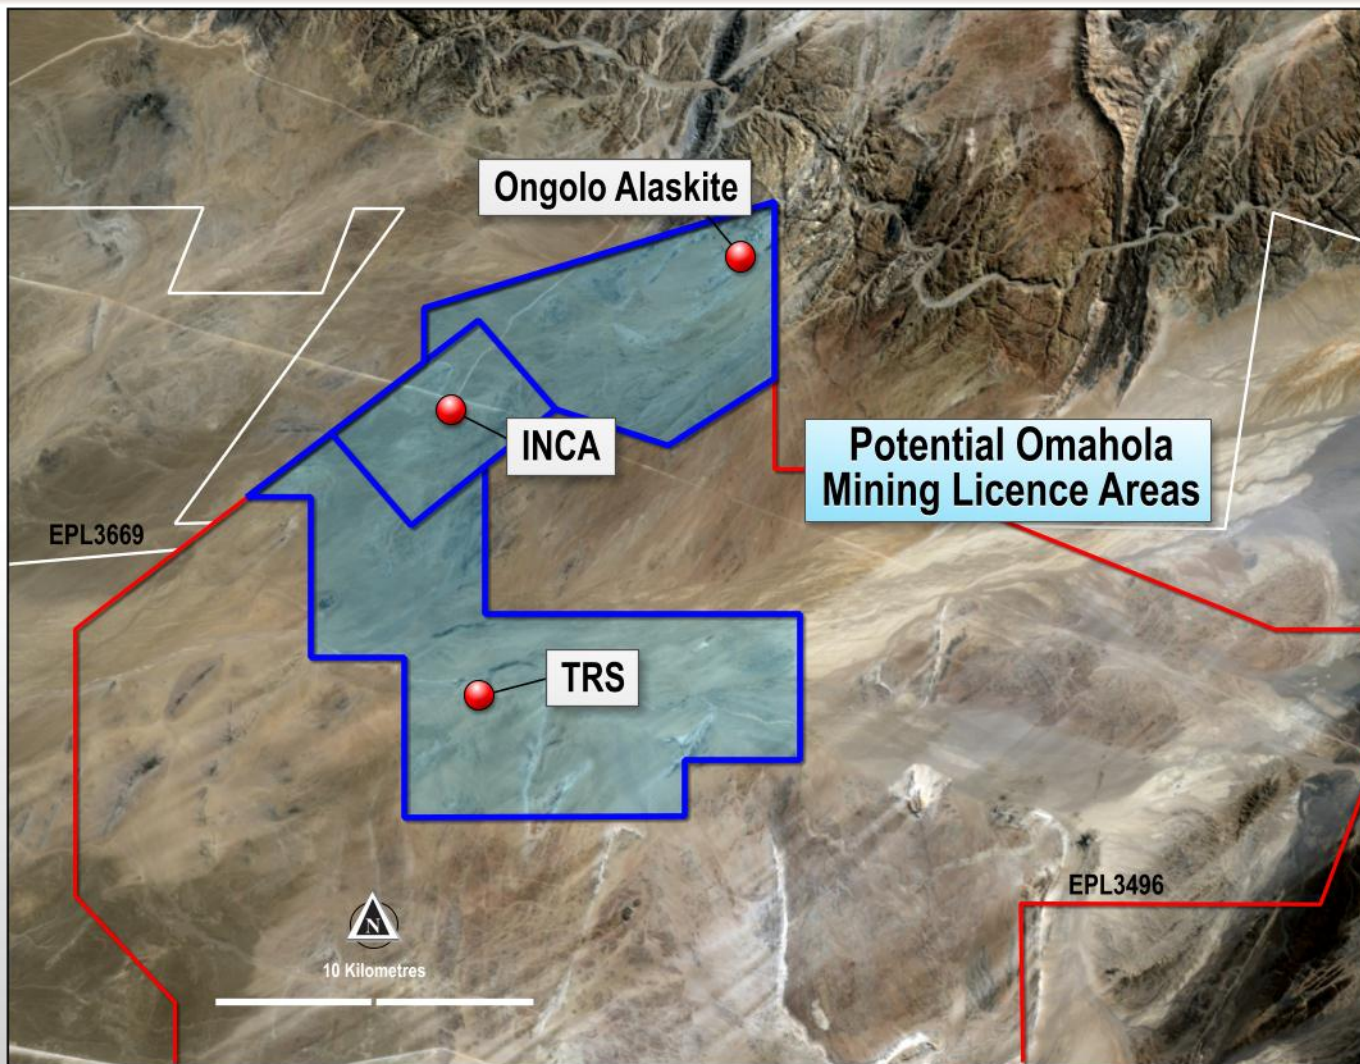 Ongolo Alaskite
INCA
Potential Omahola
Mining Licence Areas
EPL3669
TRS
EPL3496
N
10 Kilometres